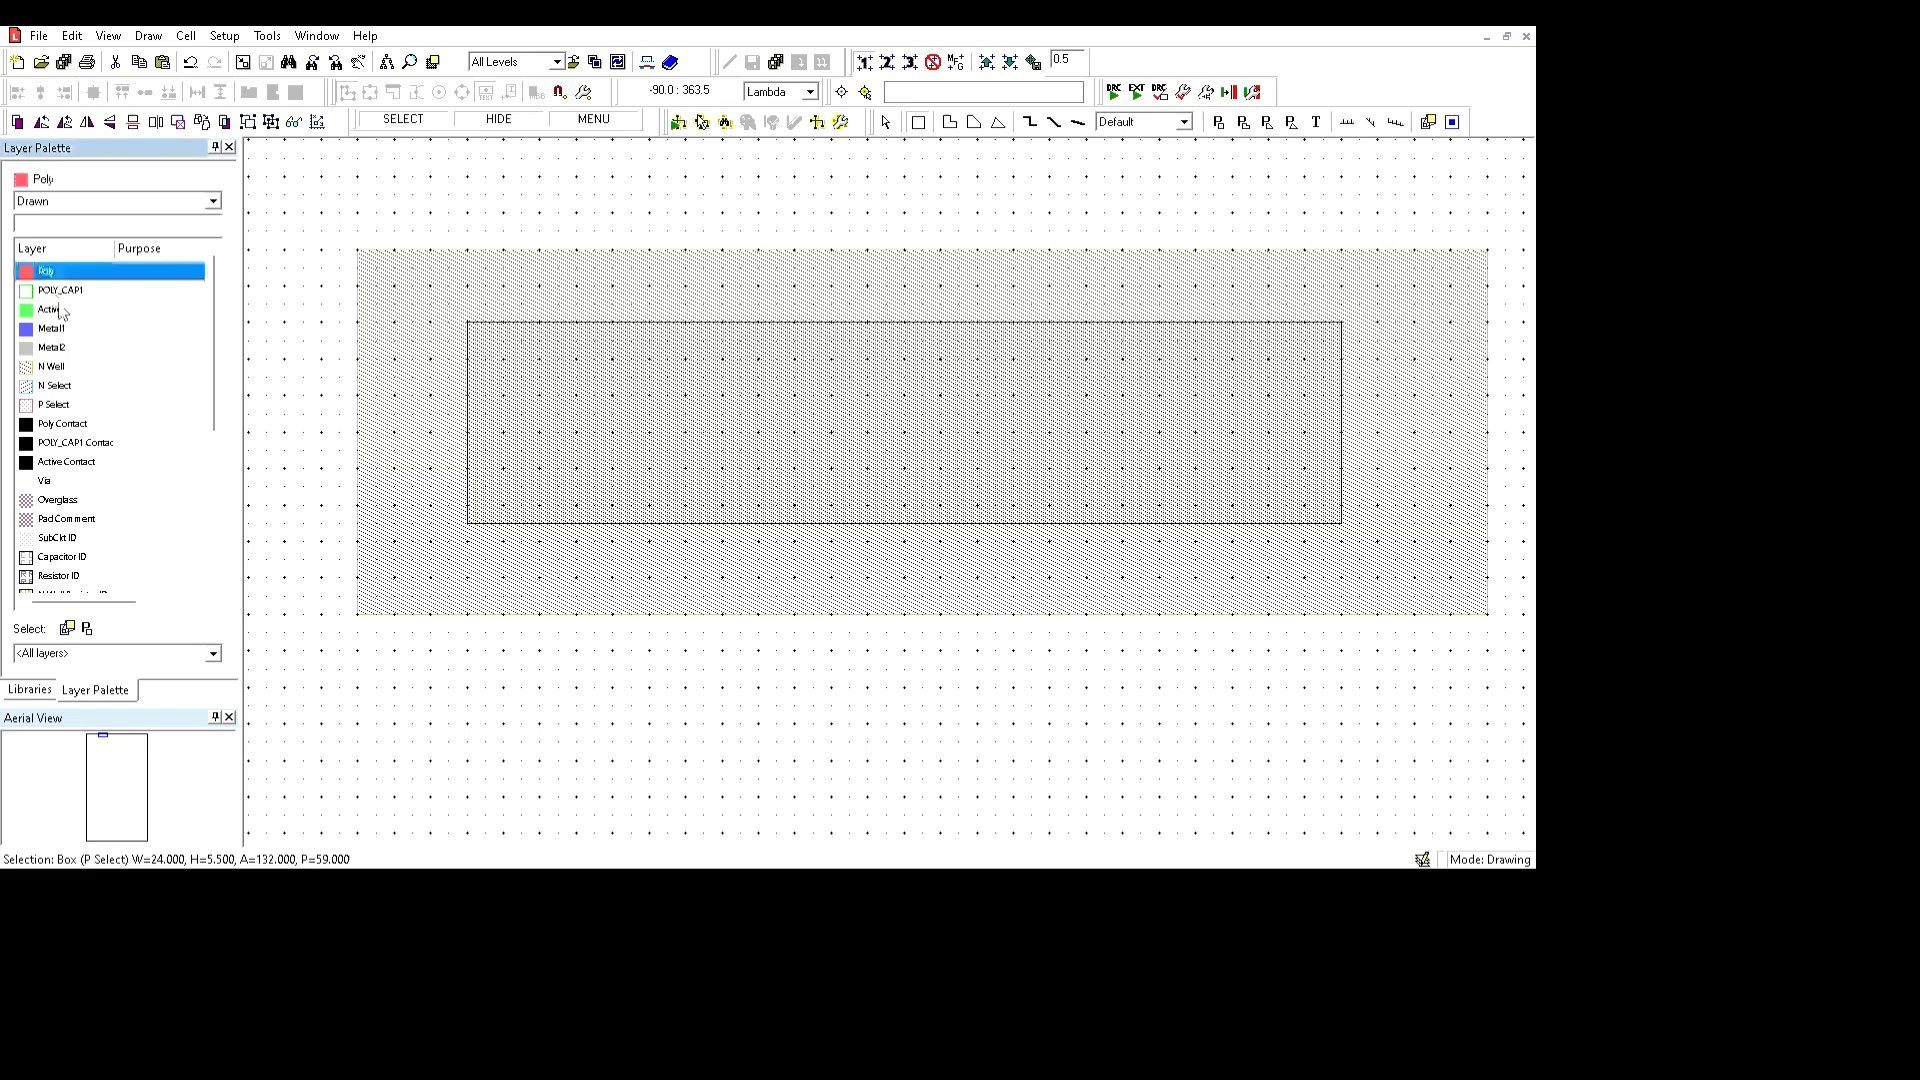 File Edit View Draw Cell Setup Tools Window Help
All Levels
0.5
-90.0 : 363.5
Lambda
DRC EXT DRC
SELECT HIDE MENU
Default
Layer Palette
Poly
Drawn
Layer Purpose
Poly
POLY_CAP1
Active
Metal1
Metal2
N Well
N Select
P Select
Poly Contact
POLY_CAP1 Contac
Active Contact
Via
Overglass
Pad Comment
SubCkt ID
Capacitor ID
Resistor ID
Select:
<All layers>
Libraries Layer Palette
Aerial View
Selection: Box (P Select) W=24.000, H=5.500, A=132.000, P=59.000
Mode: Drawing